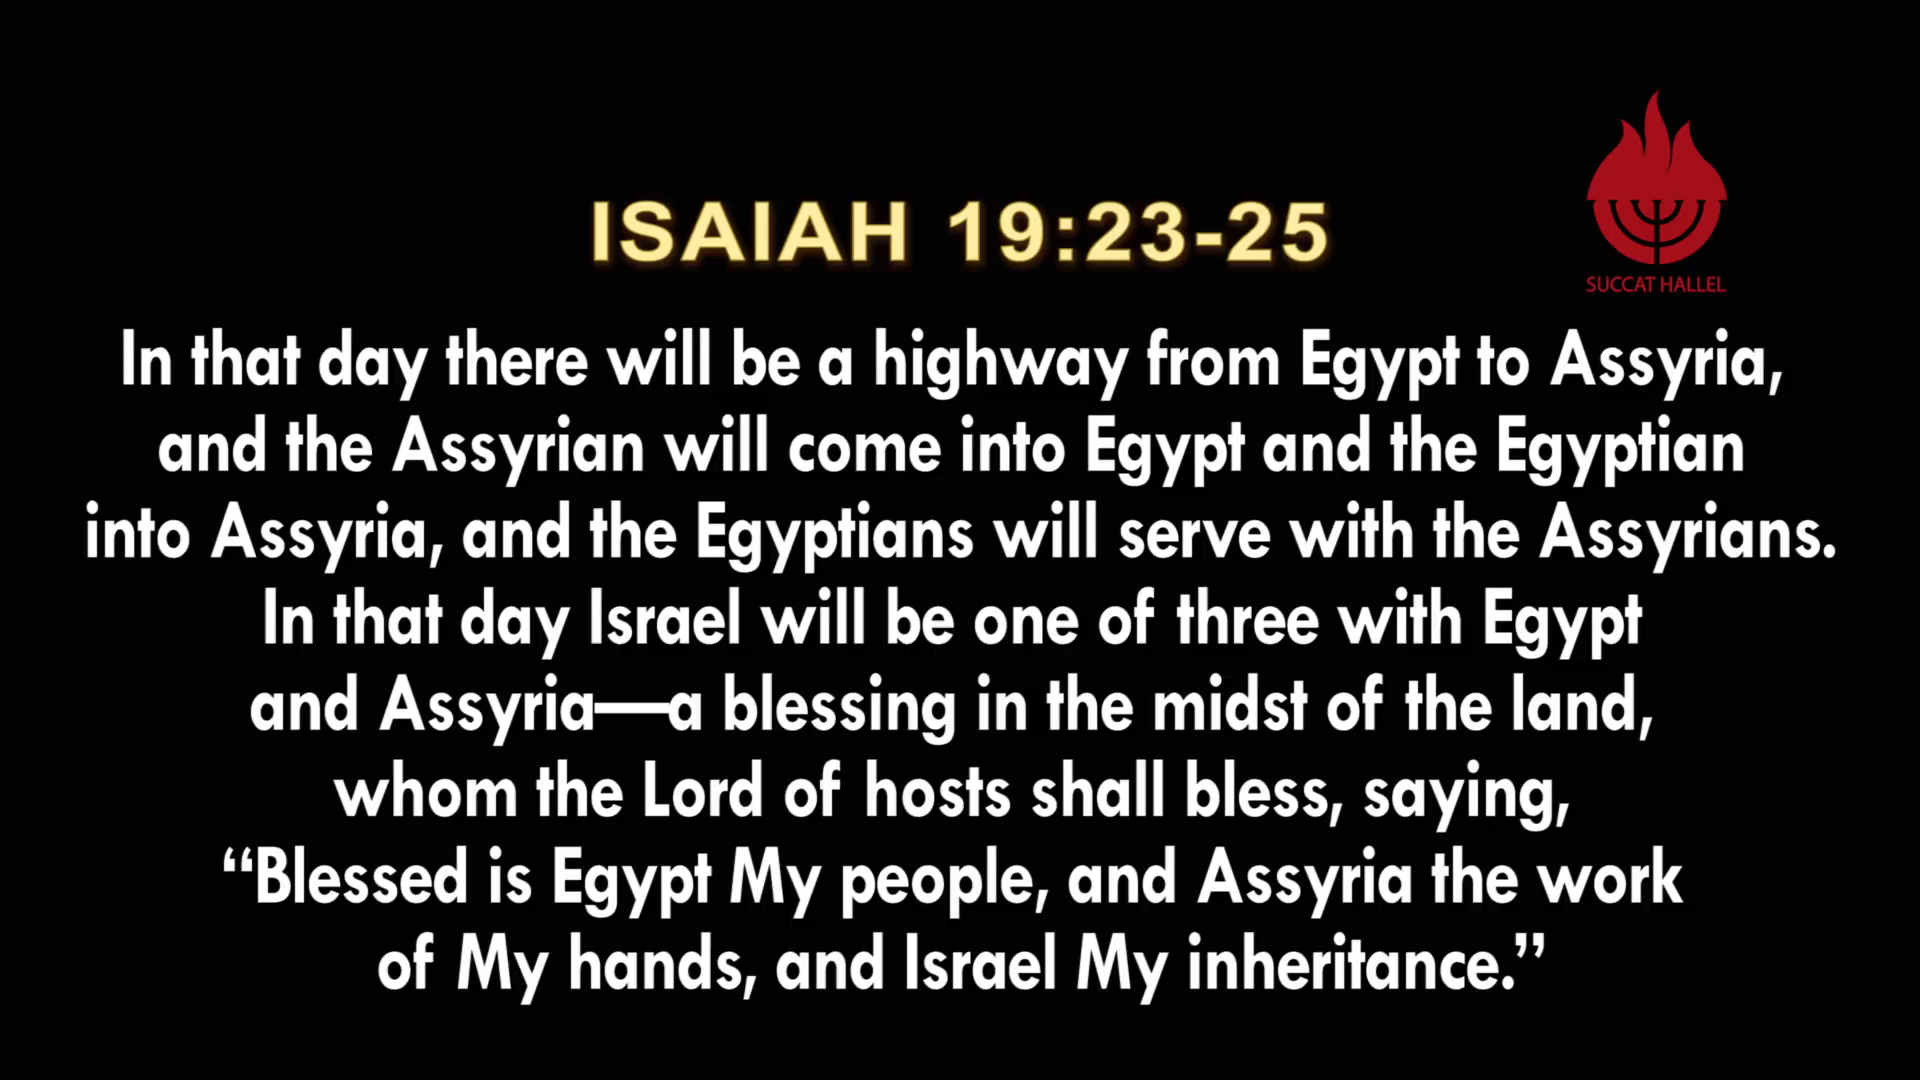 SUCCAT HALLEL
ISAIAH 19:23-25
In that day there will be a highway from Egypt to Assyria,
and the Assyrian will come into Egypt and the Egyptian
into Assyria, and the Egyptians will serve with the Assyrians.
In that day Israel will be one of three with Egypt
and Assyria—a blessing in the midst of the land,
whom the Lord of hosts shall bless, saying,
“Blessed is Egypt My people, and Assyria the work
of My hands, and Israel My inheritance.”